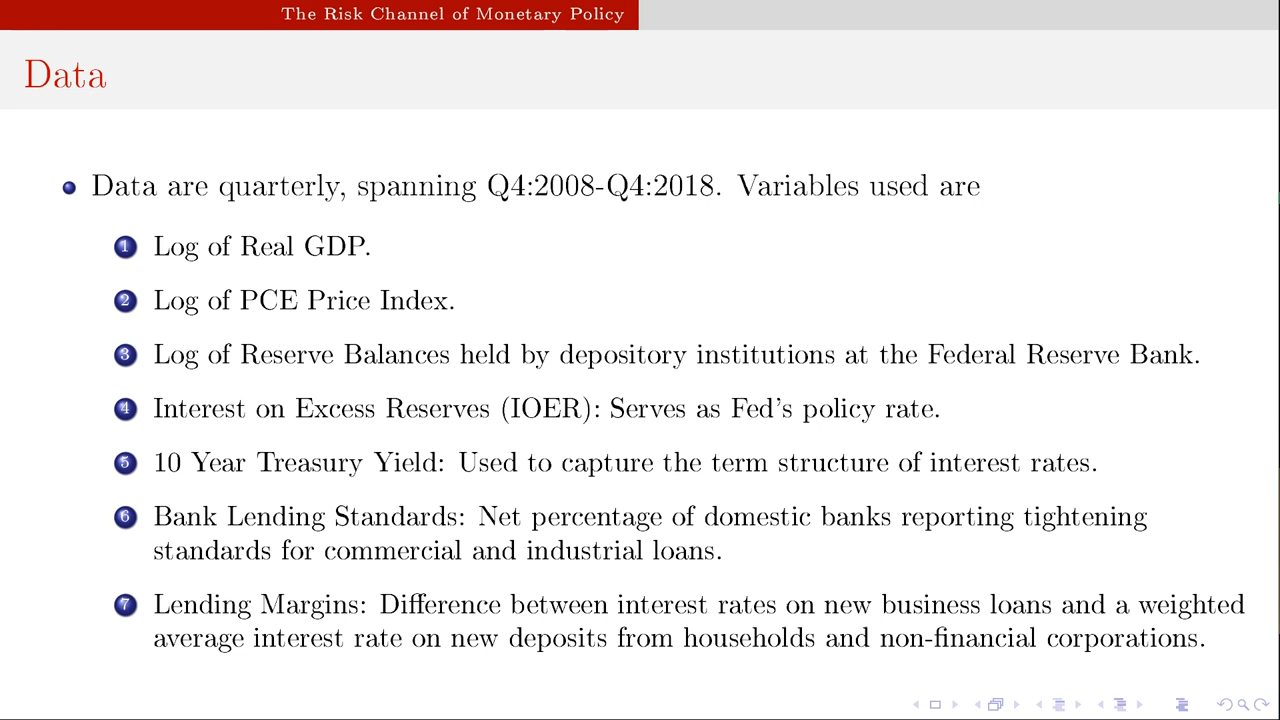 The Risk Channel of Monetary Policy
Data
Data are quarterly, spanning Q4:2008-Q4:2018. Variables used are
1 Log of Real GDP.
2 Log of PCE Price Index.
3 Log of Reserve Balances held by depository institutions at the Federal Reserve Bank.
4 Interest on Excess Reserves (IOER): Serves as Fed's policy rate.
5 10 Year Treasury Yield: Used to capture the term structure of interest rates.
6 Bank Lending Standards: Net percentage of domestic banks reporting tightening
standards for commercial and industrial loans.
7 Lending Margins: Difference between interest rates on new business loans and a weighted
average interest rate on new deposits from households and non-financial corporations.